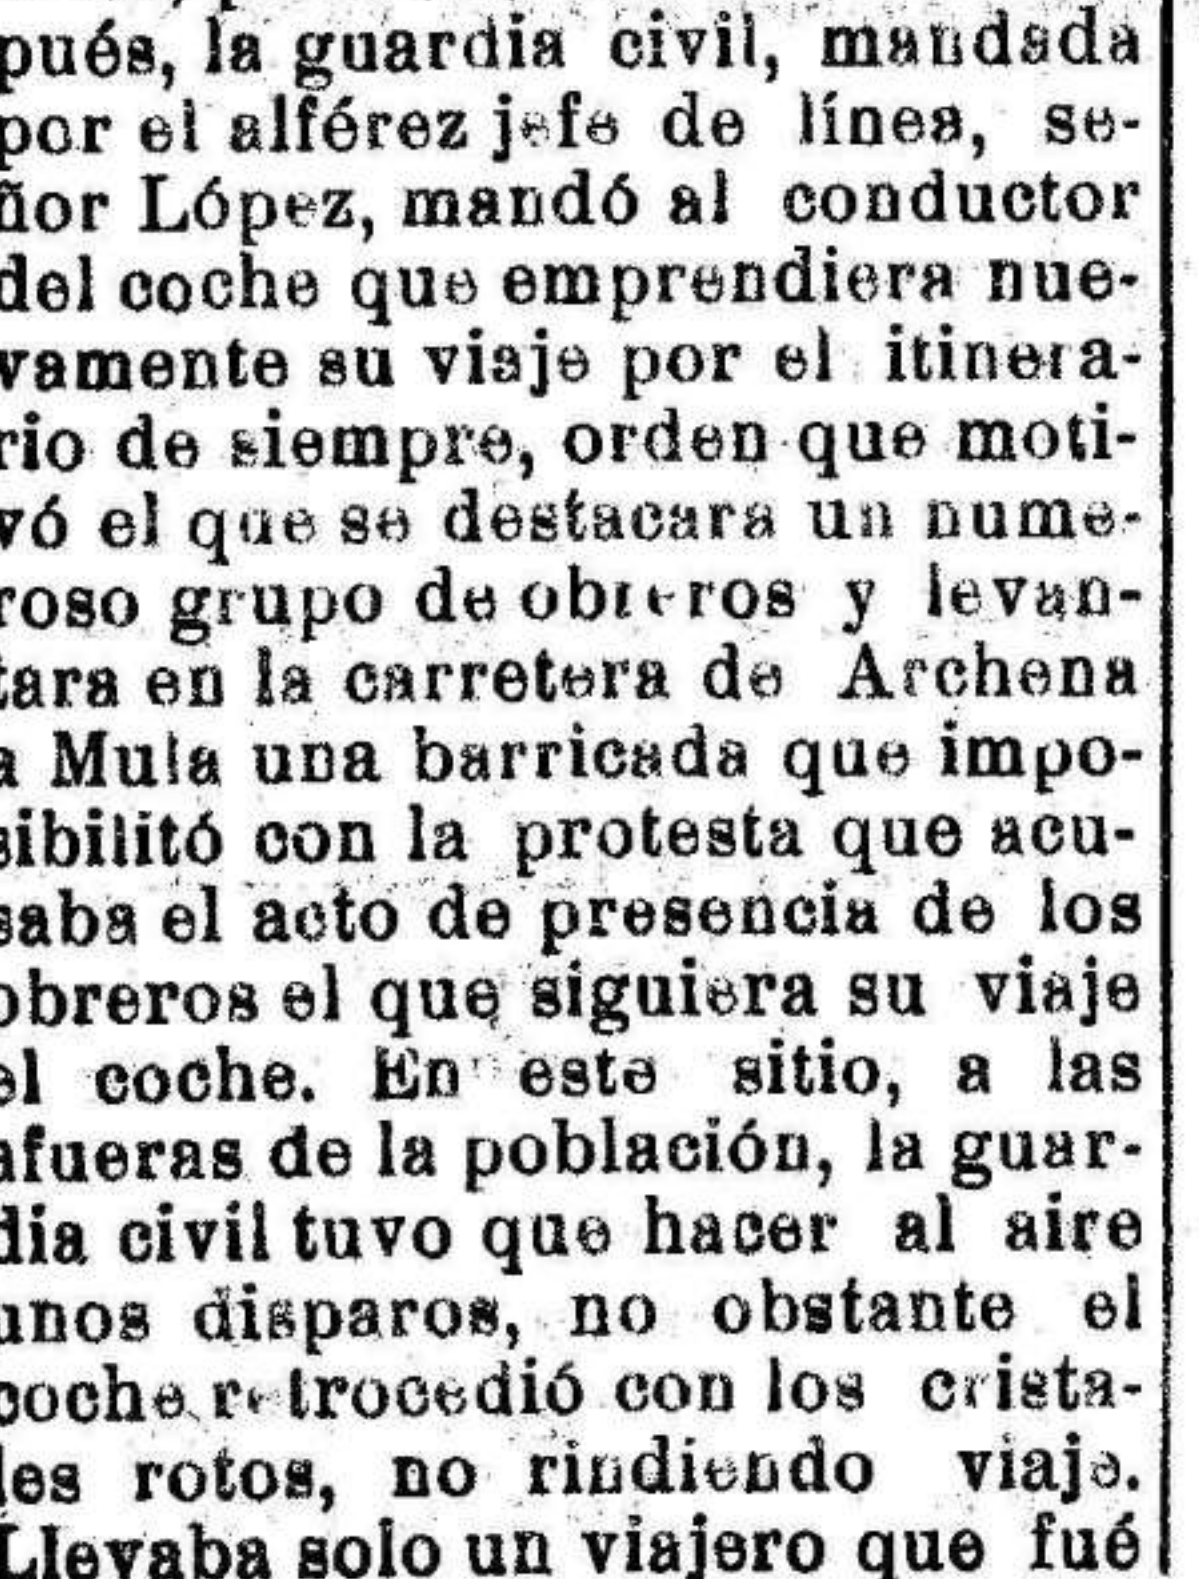 pués, la guardia civil, mandada
por el alférez jefe de línea, se-
ñor López, mandó al conductor
del coche que emprendiera nue-
vamente su viaje por el itinera-
rio de siempre, orden que moti-
vó el que se destacara un nume-
roso grupo de obreros y levan-
tara en la carretera de Archena
a Mula una barricada que impo-
sibilitó con la protesta que acu-
saba el acto de presencia de los
obreros el que siguiera su viaje
el coche. En este sitio, a las
afueras de la población, la guar-
dia civil tuvo que hacer al aire
unos disparos, no obstante el
coche retrocedió con los crista-
les rotos, no rindiendo viaje.
Llevaba solo un viajero que fué